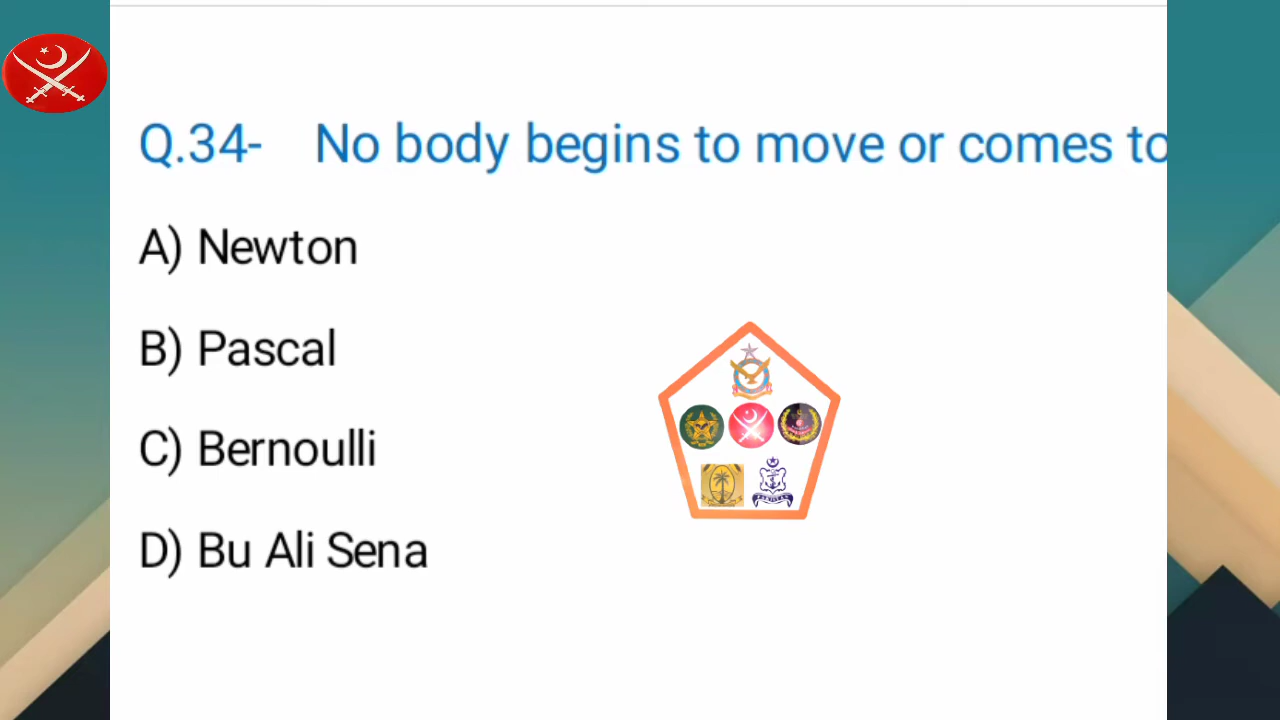 Q.34- No body begins to move or comes to
A) Newton
B) Pascal
C) Bernoulli
D) Bu Ali Sena